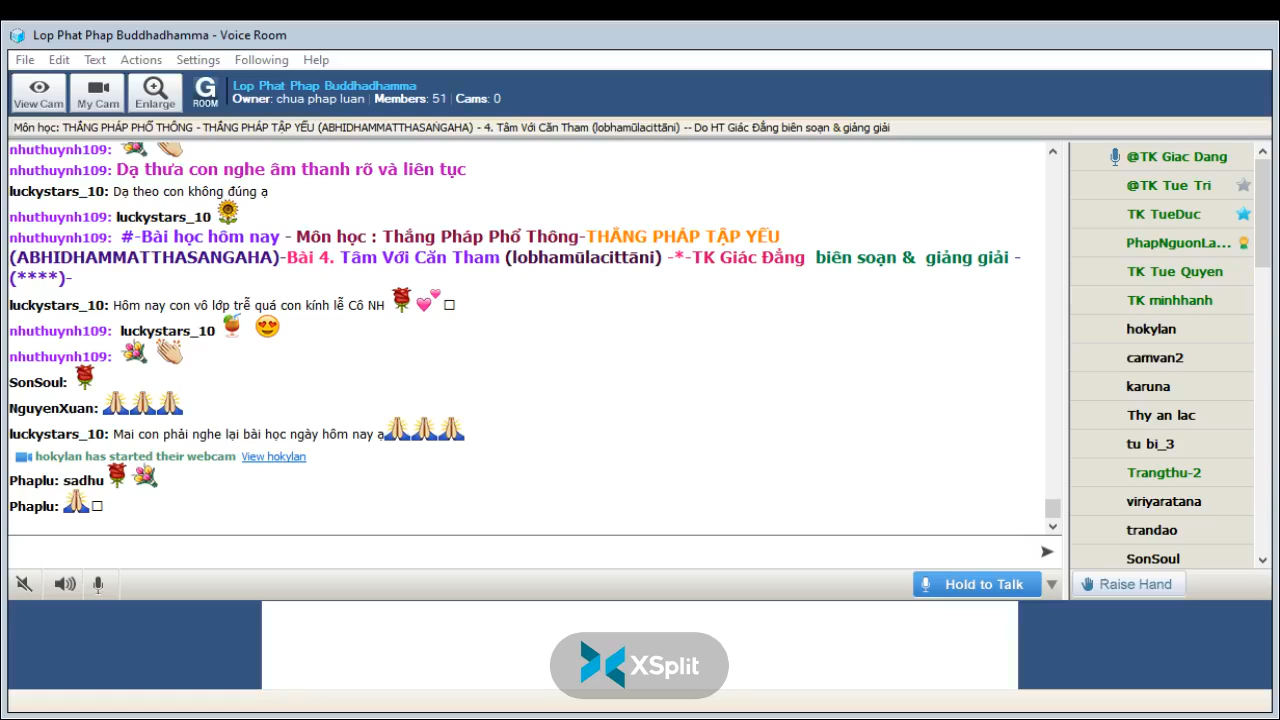 Lop Phat Phap Buddhadhamma - Voice Room
File Edit Text Actions Settings Following Help
View Cam My Cam Enlarge G ROOM
Lop Phat Phap Buddhadhamma
Owner: chua phap luan | Members: 51 | Cams: 0
Môn học: THẮNG PHÁP PHỔ THÔNG - THẮNG PHÁP TẬP YẾU (ABHIDHAMMATTHASAṄGAHA) - 4. Tâm Với Căn Tham (lobhamūlacittāni) -- Do HT Giác Đẳng biên soạn & giảng giải
nhuthuynh109:
nhuthuynh109: Dạ thưa con nghe âm thanh rõ và liên tục
luckystars_10: Dạ theo con không đúng ạ
nhuthuynh109: luckystars_10
nhuthuynh109: #-Bài học hôm nay - Môn học : Thắng Pháp Phổ Thông-THẮNG PHÁP TẬP YẾU
(ABHIDHAMMATTHASANGAHA)-Bài 4. Tâm Với Căn Tham (lobhamūlacittāni) -*-TK Giác Đẳng biên soạn & giảng giải -
(****)-
luckystars_10: Hôm nay con vô lớp trễ quá con kính lễ Cô NH
nhuthuynh109: luckystars_10
nhuthuynh109:
SonSoul:
NguyenXuan:
luckystars_10: Mai con phải nghe lại bài học ngày hôm nay ạ
hokylan has started their webcam View hokylan
Phaplu: sadhu
Phaplu:
Hold to Talk
@TK Giac Dang
@TK Tue Tri
TK TueDuc
PhapNguonLa...
TK Tue Quyen
TK minhhanh
hokylan
camvan2
karuna
Thy an lac
tu bi_3
Trangthu-2
viriyaratana
trandao
SonSoul
Raise Hand
XSplit